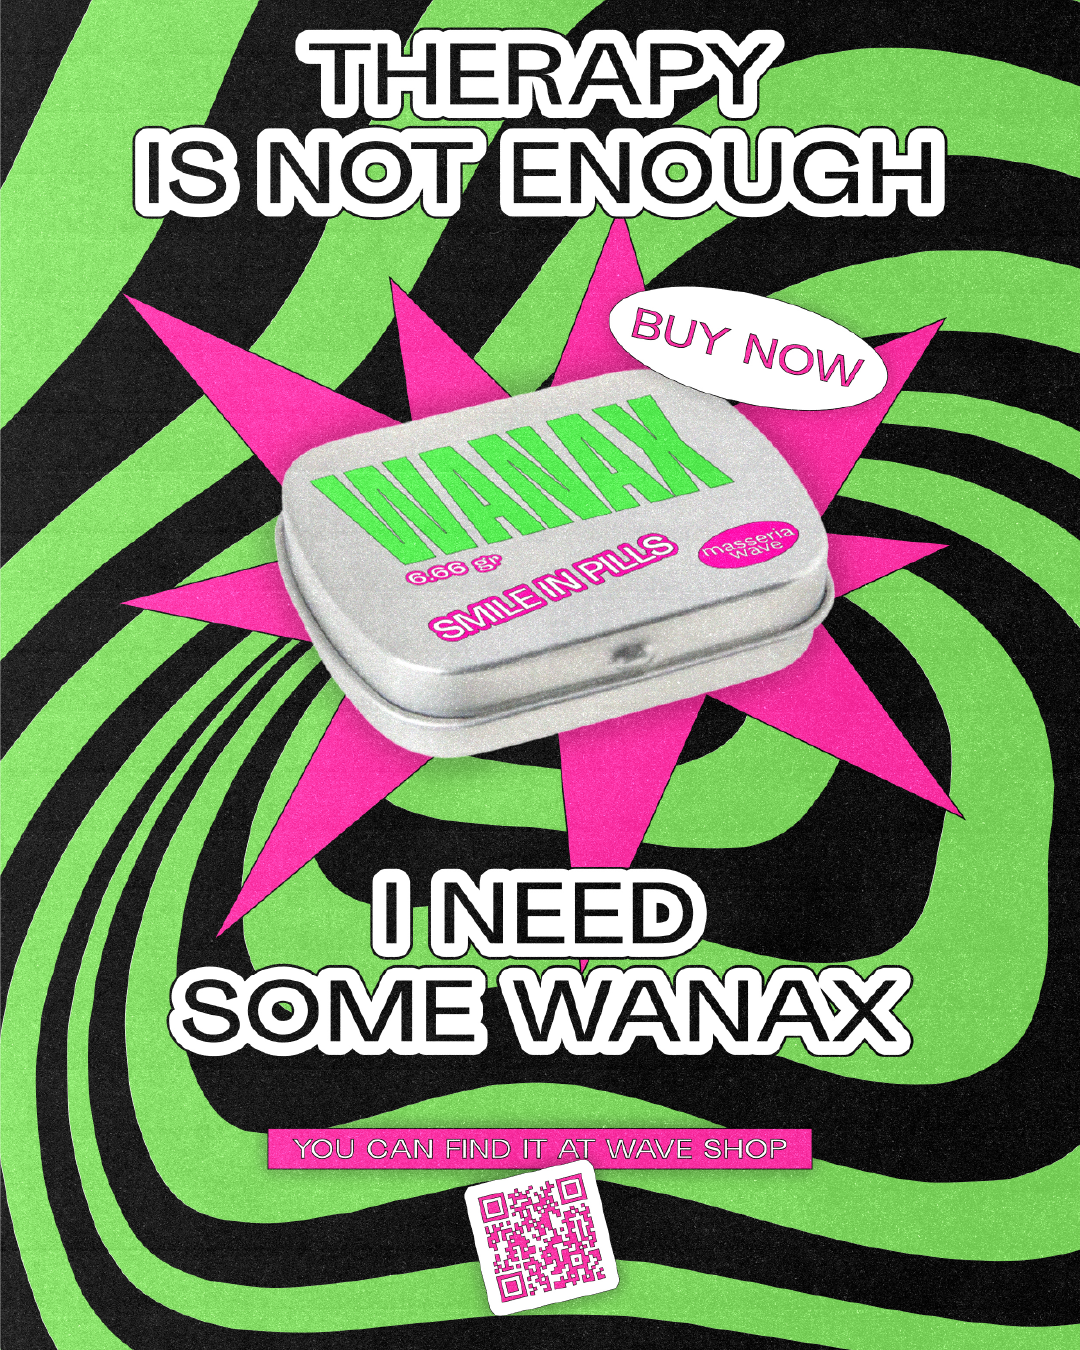 THERAPY
IS NOT ENOUGH
BUY NOW
WANAX
6.66 gr
SMILE IN PILLS
masseria
wave
I NEED
SOME WANAX
YOU CAN FIND IT AT WAVE SHOP